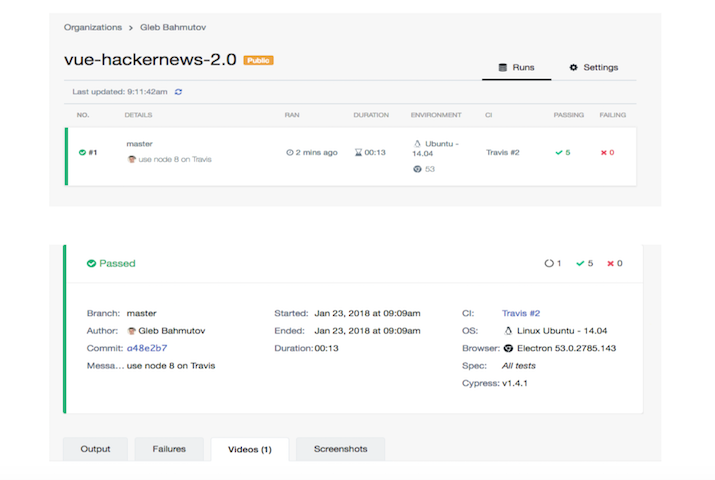 Organizations > Gleb Bahmutov
vue-hackernews-2.0 Public
Runs Settings
Last updated: 9:11:42am
NO. DETAILS RAN DURATION ENVIRONMENT CI PASSING FAILING
#1 master 2 mins ago 00:13 Ubuntu - 14.04 Travis #2 5 0
use node 8 on Travis 53
Passed 1 5 0
Branch: master Started: Jan 23, 2018 at 09:09am CI: Travis #2
Author: Gleb Bahmutov Ended: Jan 23, 2018 at 09:09am OS: Linux Ubuntu - 14.04
Commit: a48e2b7 Duration: 00:13 Browser: Electron 53.0.2785.143
Messa... use node 8 on Travis Spec: All tests
Cypress: v1.4.1
Output Failures Videos (1) Screenshots